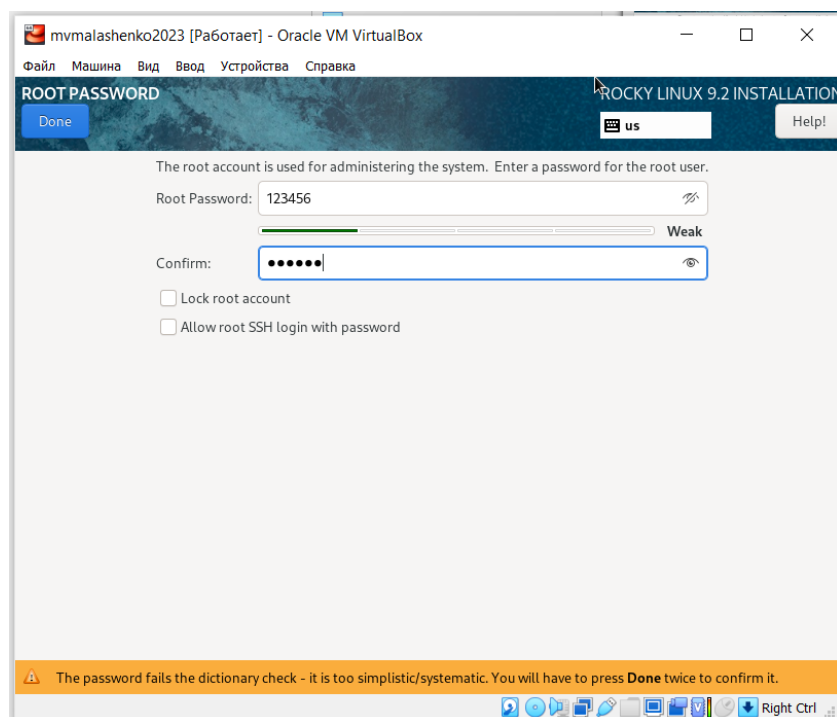 mvmalashenko2023 [Работает] - Oracle VM VirtualBox
Файл Машина Вид Ввод Устройства Справка
ROOT PASSWORD
ROCKY LINUX 9.2 INSTALLATION
Done
us
Help!
The root account is used for administering the system. Enter a password for the root user.
Root Password: 123456
Weak
Confirm: ●●●●●●
Lock root account
Allow root SSH login with password
The password fails the dictionary check - it is too simplistic/systematic. You will have to press Done twice to confirm it.
Right Ctrl